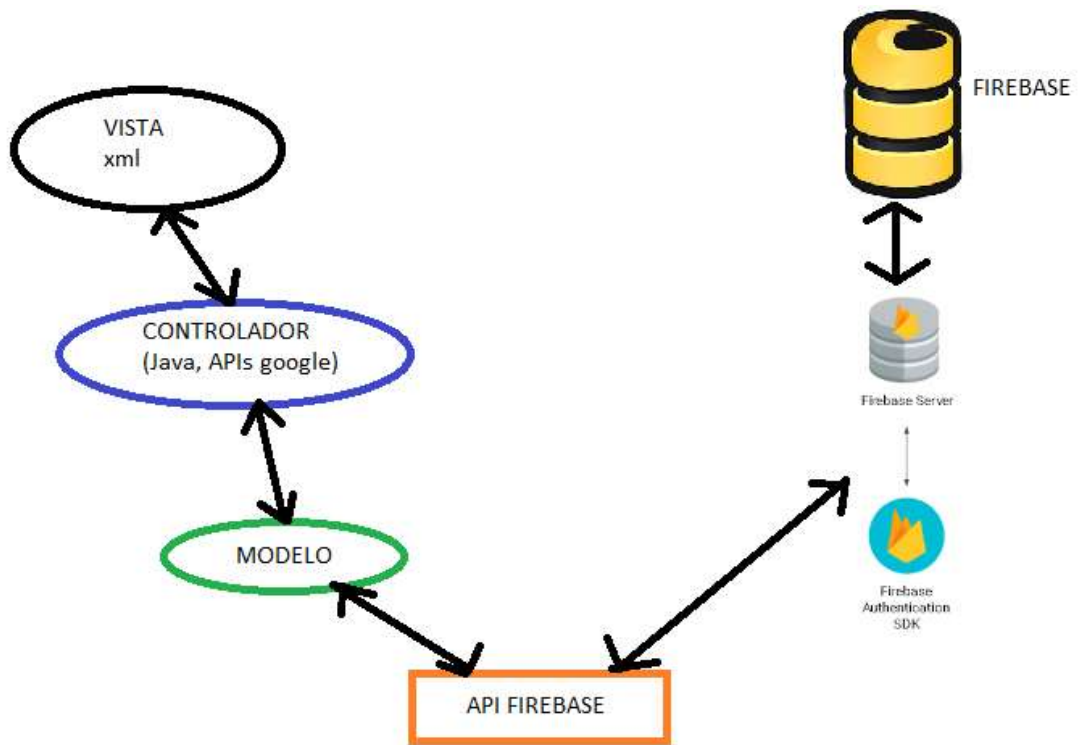 VISTA
xml
FIREBASE
CONTROLADOR
(Java, APIs google)
Firebase Server
MODELO
Firebase
Authentication
SDK
API FIREBASE